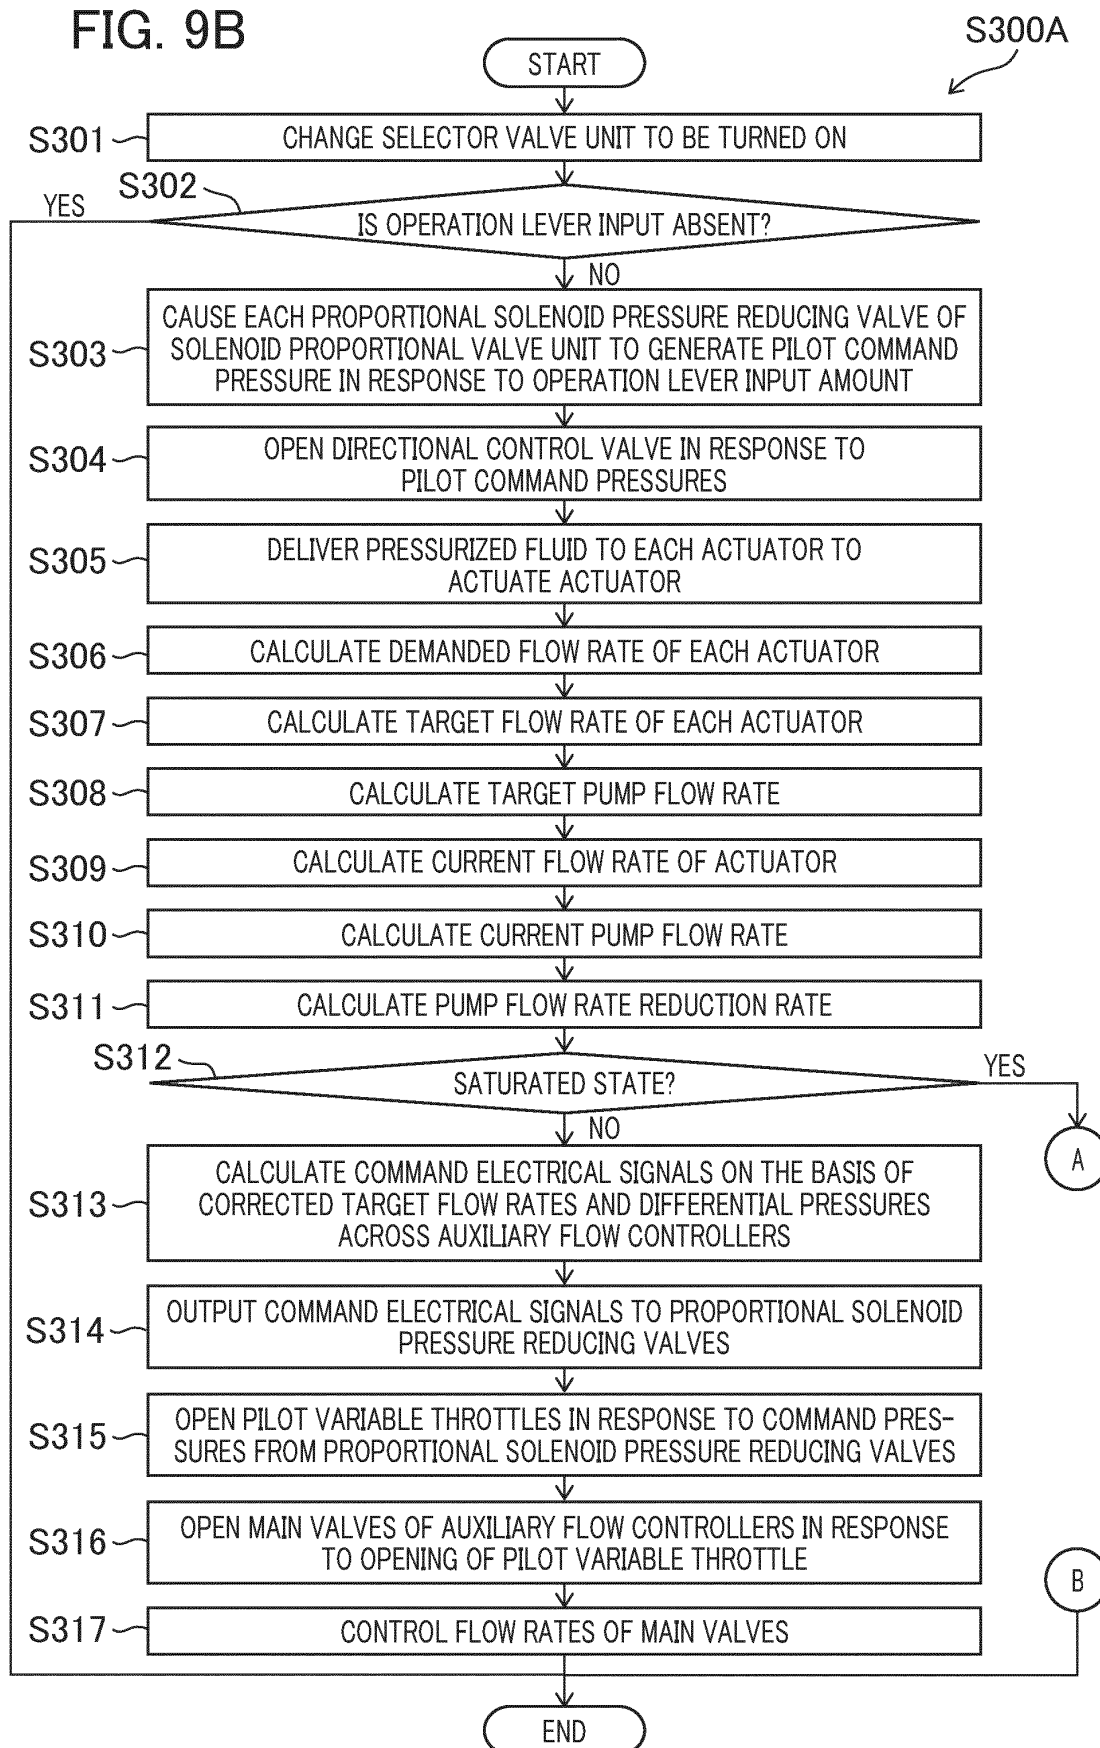 FIG. 9B
S300A
START
S301
CHANGE SELECTOR VALVE UNIT TO BE TURNED ON
S302
YES
IS OPERATION LEVER INPUT ABSENT?
NO
S303
CAUSE EACH PROPORTIONAL SOLENOID PRESSURE REDUCING VALVE OF
SOLENOID PROPORTIONAL VALVE UNIT TO GENERATE PILOT COMMAND
PRESSURE IN RESPONSE TO OPERATION LEVER INPUT AMOUNT
S304
OPEN DIRECTIONAL CONTROL VALVE IN RESPONSE TO
PILOT COMMAND PRESSURES
S305
DELIVER PRESSURIZED FLUID TO EACH ACTUATOR TO
ACTUATE ACTUATOR
S306
CALCULATE DEMANDED FLOW RATE OF EACH ACTUATOR
S307
CALCULATE TARGET FLOW RATE OF EACH ACTUATOR
S308
CALCULATE TARGET PUMP FLOW RATE
S309
CALCULATE CURRENT FLOW RATE OF ACTUATOR
S310
CALCULATE CURRENT PUMP FLOW RATE
S311
CALCULATE PUMP FLOW RATE REDUCTION RATE
S312
SATURATED STATE?
YES
NO
A
S313
CALCULATE COMMAND ELECTRICAL SIGNALS ON THE BASIS OF
CORRECTED TARGET FLOW RATES AND DIFFERENTIAL PRESSURES
ACROSS AUXILIARY FLOW CONTROLLERS
S314
OUTPUT COMMAND ELECTRICAL SIGNALS TO PROPORTIONAL SOLENOID
PRESSURE REDUCING VALVES
S315
OPEN PILOT VARIABLE THROTTLES IN RESPONSE TO COMMAND PRES-
SURES FROM PROPORTIONAL SOLENOID PRESSURE REDUCING VALVES
S316
OPEN MAIN VALVES OF AUXILIARY FLOW CONTROLLERS IN RESPONSE
TO OPENING OF PILOT VARIABLE THROTTLE
B
S317
CONTROL FLOW RATES OF MAIN VALVES
END